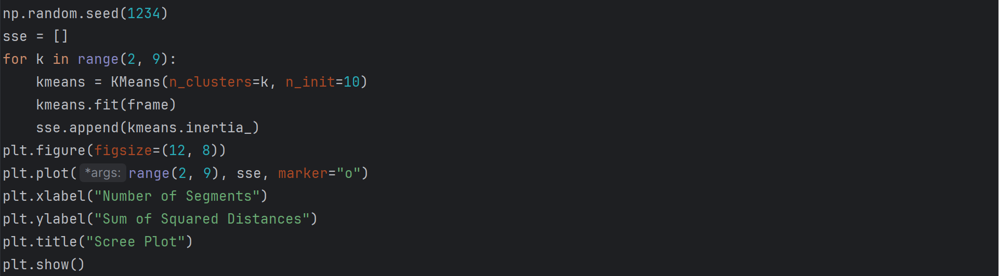 np.random.seed(1234)
sse = []
for k in range(2, 9):
    kmeans = KMeans(n_clusters=k, n_init=10)
    kmeans.fit(frame)
    sse.append(kmeans.inertia_)
plt.figure(figsize=(12, 8))
plt.plot( *args: range(2, 9), sse, marker="o")
plt.xlabel("Number of Segments")
plt.ylabel("Sum of Squared Distances")
plt.title("Scree Plot")
plt.show()